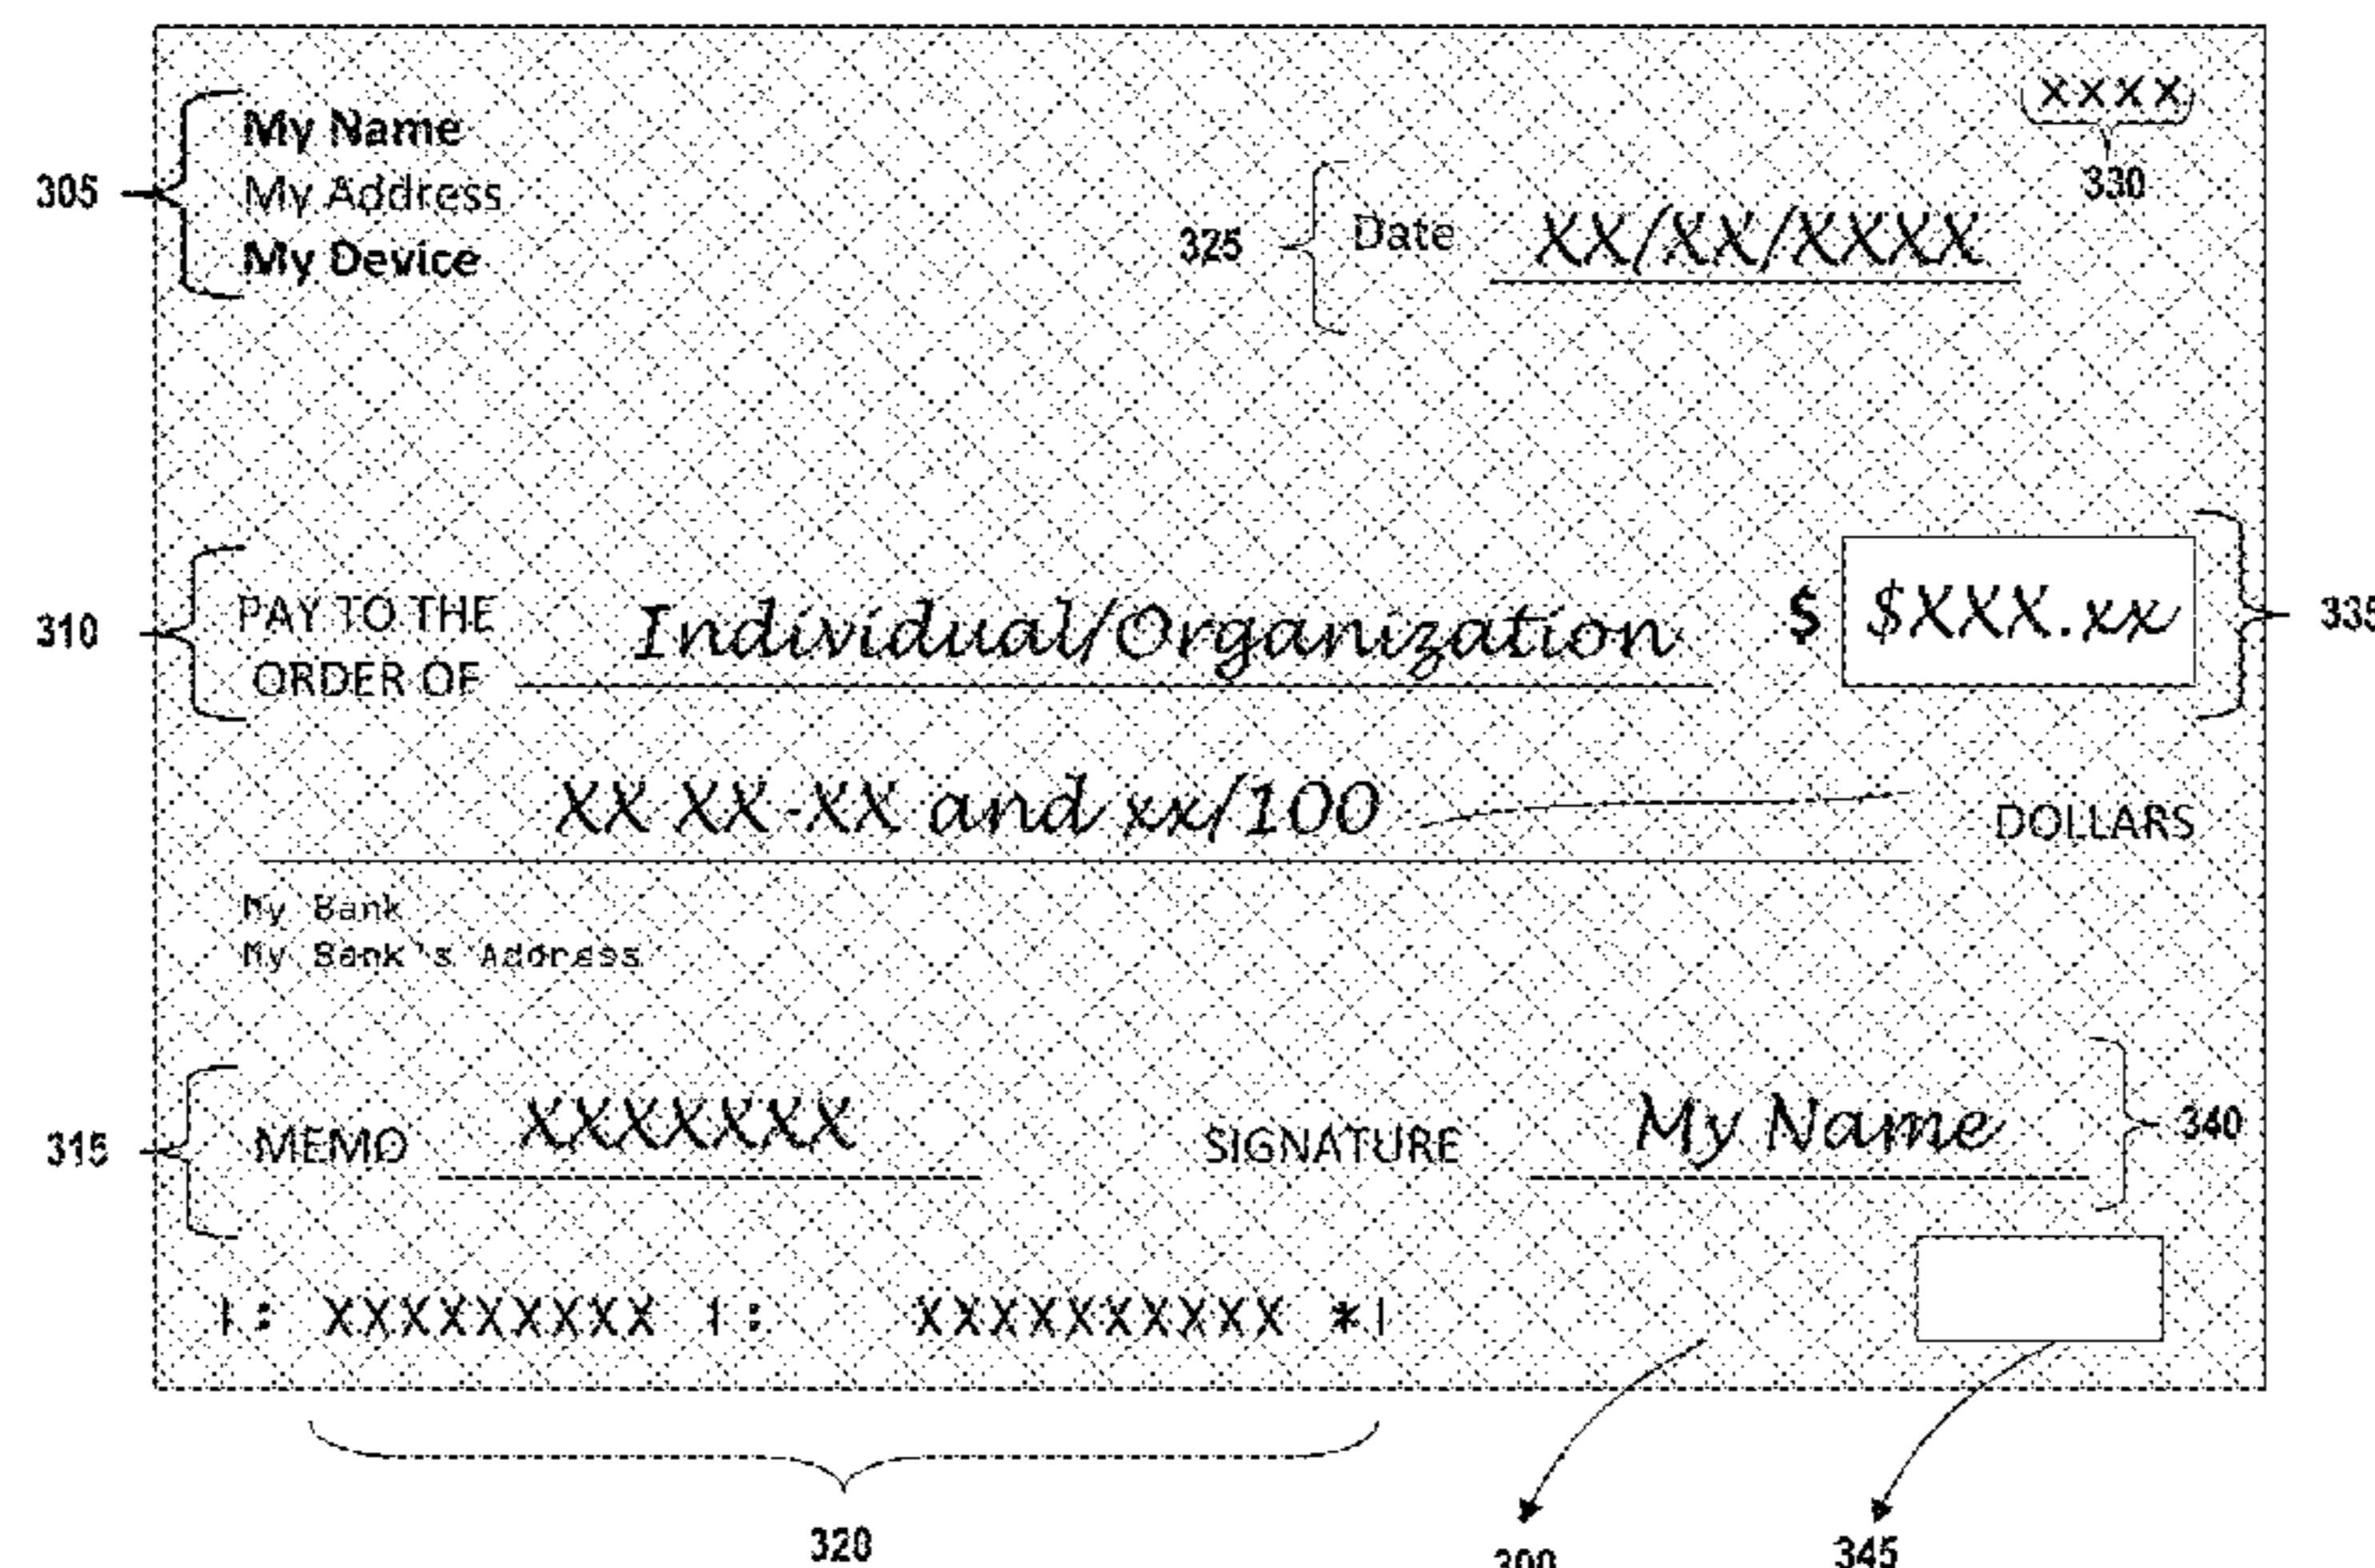 XXXX
My Name
330
305 My Address
325 Date XX/XX/XXXX
My Device
310 PAY TO THE ORDER OF Individual/Organization $ $XXX.xx 335
XX XX-XX and xx/100 DOLLARS
My Bank
My Bank's Address
315 MEMO XXXXXXX SIGNATURE My Name 340
|: XXXXXXXXX |: XXXXXXXXXX *|
320 300 345